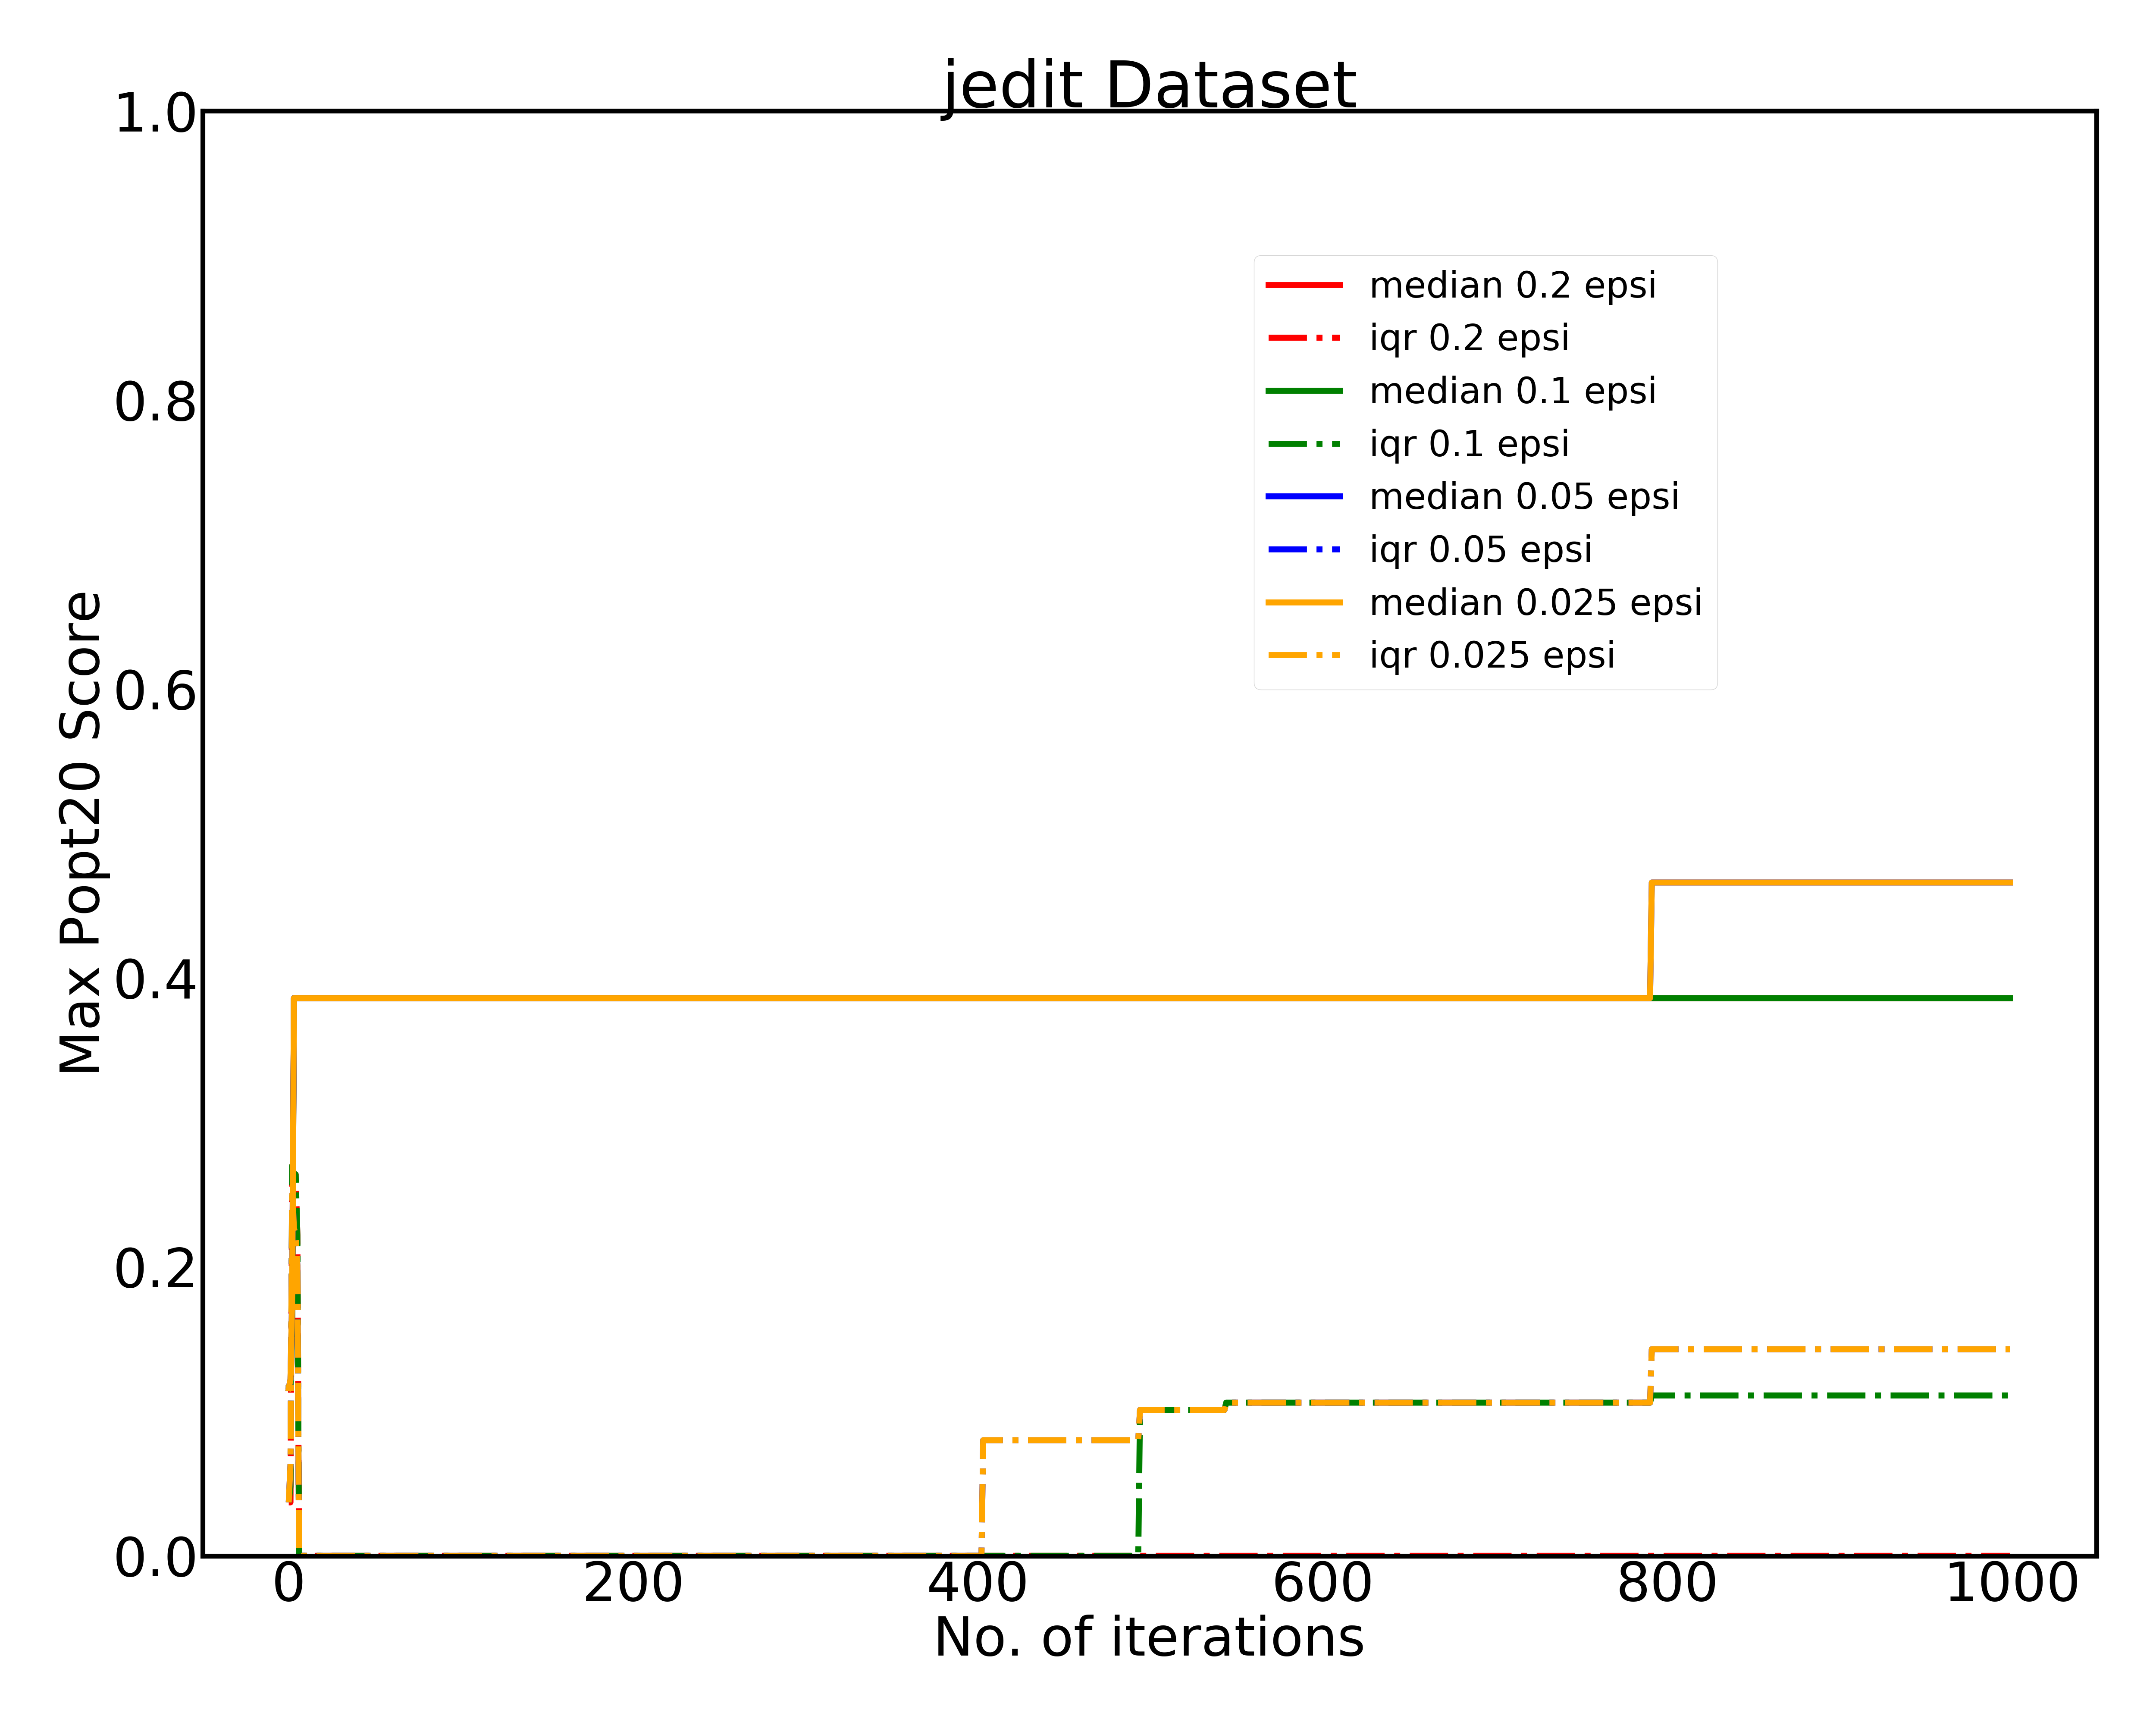 jedit Dataset
1.0
0.8
0.6
0.4
0.2
0.0
Max Popt20 Score
median 0.2 epsi
iqr 0.2 epsi
median 0.1 epsi
iqr 0.1 epsi
median 0.05 epsi
iqr 0.05 epsi
median 0.025 epsi
iqr 0.025 epsi
0 200 400 600 800 1000
No. of iterations